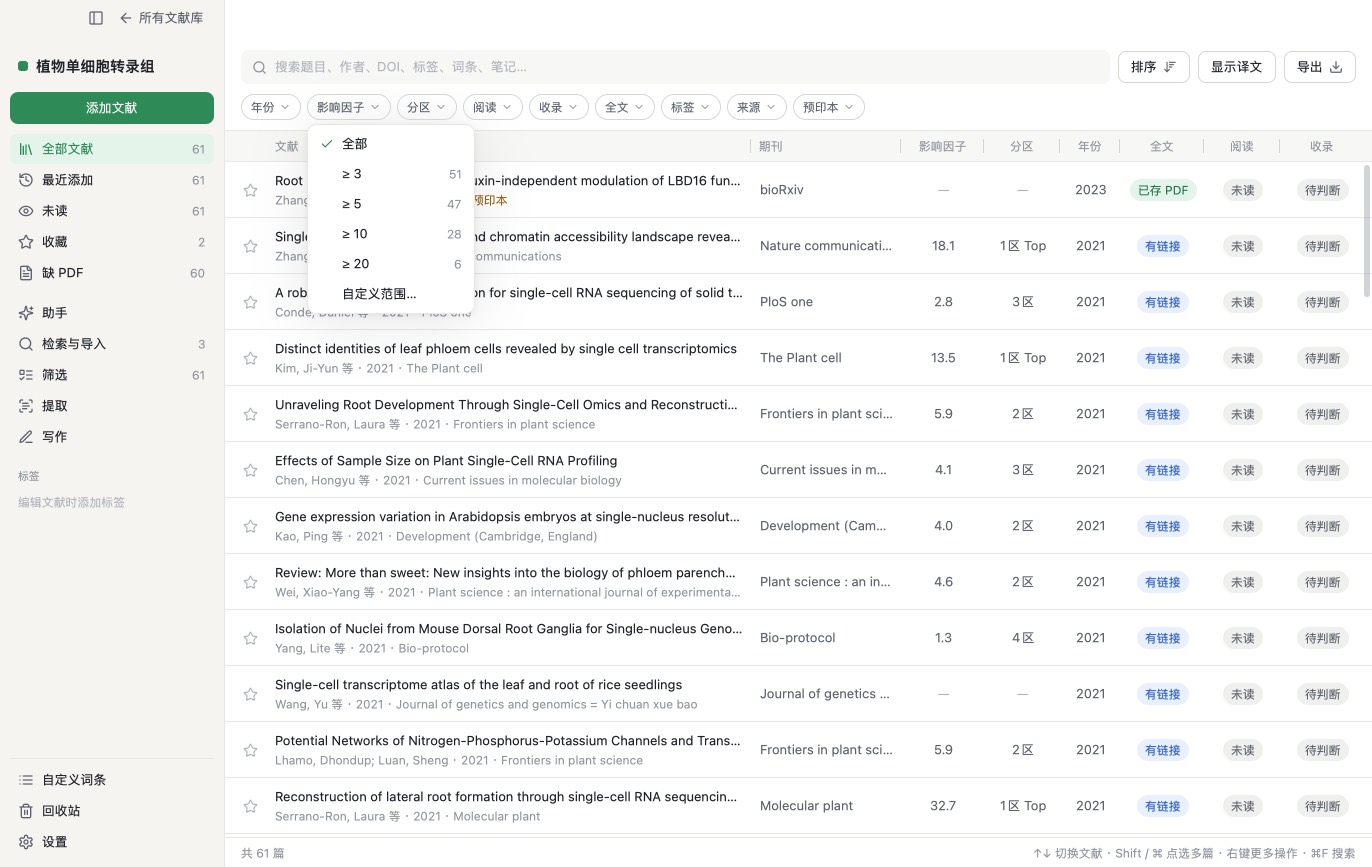 所有文献库
植物单细胞转录组
添加文献
全部文献 61
最近添加 61
未读 61
收藏 2
缺 PDF 60
助手
检索与导入 3
筛选 61
提取
写作
标签
编辑文献时添加标签
自定义词条
回收站
设置
搜索题目、作者、DOI、标签、词条、笔记...
排序 显示译文 导出
年份 影响因子 分区 阅读 收录 全文 标签 来源 预印本
全部
≥ 3 51
≥ 5 47
≥ 10 28
≥ 20 6
自定义范围...
文献 期刊 影响因子 分区 年份 全文 阅读 收录
Root uxin-independent modulation of LBD16 fun... bioRxiv — — 2023 已存 PDF 未读 待判断
Zhang 预印本
Single nd chromatin accessibility landscape revea... Nature communicati... 18.1 1区 Top 2021 有链接 未读 待判断
Zhang ommunications
A rob on for single-cell RNA sequencing of solid t... PloS one 2.8 3区 2021 有链接 未读 待判断
Conde, Daniel 等 · 2021 · PloS one
Distinct identities of leaf phloem cells revealed by single cell transcriptomics The Plant cell 13.5 1区 Top 2021 有链接 未读 待判断
Kim, Ji-Yun 等 · 2021 · The Plant cell
Unraveling Root Development Through Single-Cell Omics and Reconstructi... Frontiers in plant sci... 5.9 2区 2021 有链接 未读 待判断
Serrano-Ron, Laura 等 · 2021 · Frontiers in plant science
Effects of Sample Size on Plant Single-Cell RNA Profiling Current issues in m... 4.1 3区 2021 有链接 未读 待判断
Chen, Hongyu 等 · 2021 · Current issues in molecular biology
Gene expression variation in Arabidopsis embryos at single-nucleus resolut... Development (Cam... 4.0 2区 2021 有链接 未读 待判断
Kao, Ping 等 · 2021 · Development (Cambridge, England)
Review: More than sweet: New insights into the biology of phloem parench... Plant science : an in... 4.6 2区 2021 有链接 未读 待判断
Wei, Xiao-Yang 等 · 2021 · Plant science : an international journal of experimenta...
Isolation of Nuclei from Mouse Dorsal Root Ganglia for Single-nucleus Geno... Bio-protocol 1.3 4区 2021 有链接 未读 待判断
Yang, Lite 等 · 2021 · Bio-protocol
Single-cell transcriptome atlas of the leaf and root of rice seedlings Journal of genetics ... — — 2021 有链接 未读 待判断
Wang, Yu 等 · 2021 · Journal of genetics and genomics = Yi chuan xue bao
Potential Networks of Nitrogen-Phosphorus-Potassium Channels and Trans... Frontiers in plant sci... 5.9 2区 2021 有链接 未读 待判断
Lhamo, Dhondup; Luan, Sheng · 2021 · Frontiers in plant science
Reconstruction of lateral root formation through single-cell RNA sequencin... Molecular plant 32.7 1区 Top 2021 有链接 未读 待判断
Serrano-Ron, Laura 等 · 2021 · Molecular plant
共 61 篇 ↑↓ 切换文献 · Shift / ⌘ 点选多篇 · 右键更多操作 · ⌘F 搜索